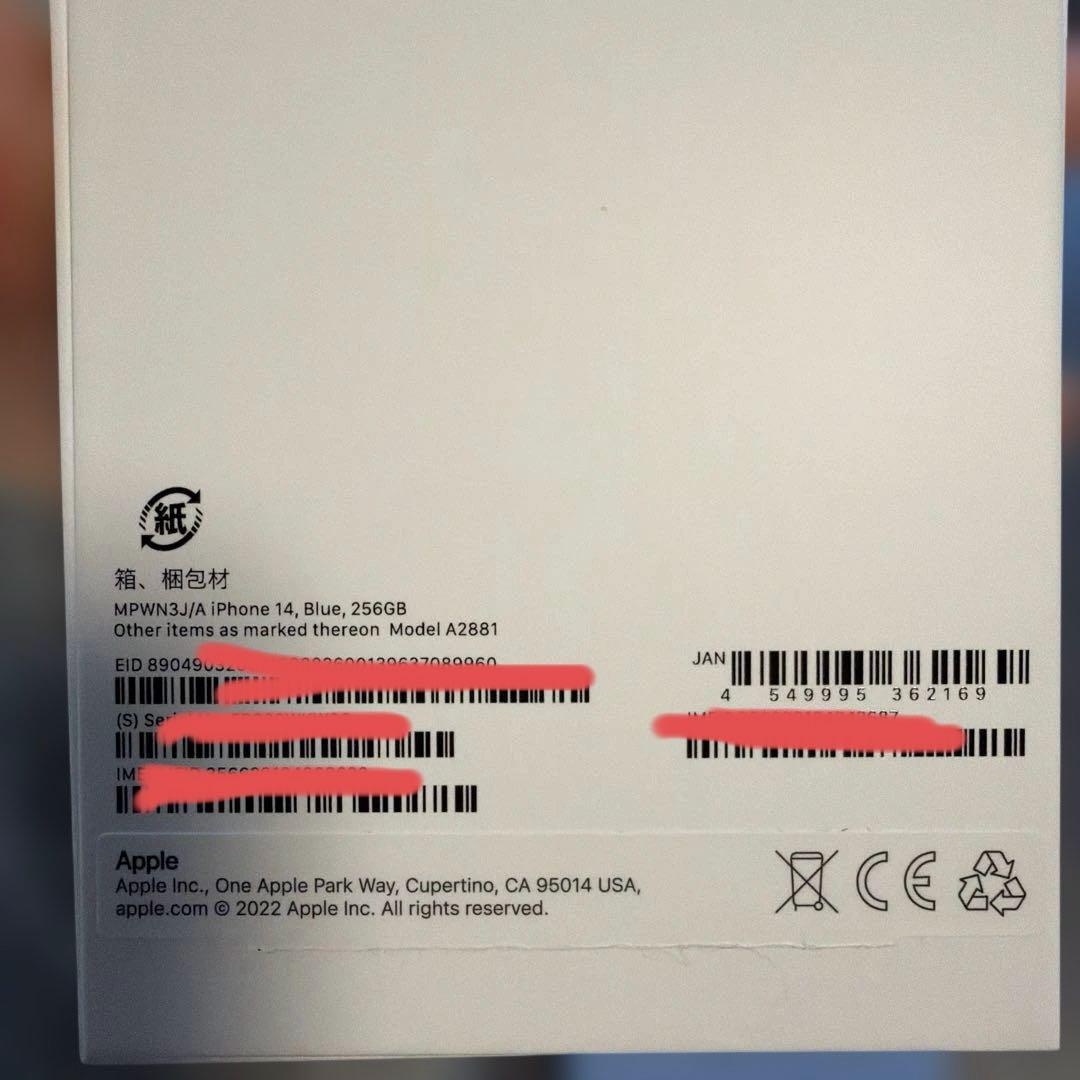 紙
箱、梱包材
MPWN3J/A iPhone 14, Blue, 256GB
Other items as marked thereon Model A2881
EID
(S)
JAN
4 549995 362169
Apple
Apple Inc., One Apple Park Way, Cupertino, CA 95014 USA,
apple.com © 2022 Apple Inc. All rights reserved.
CE